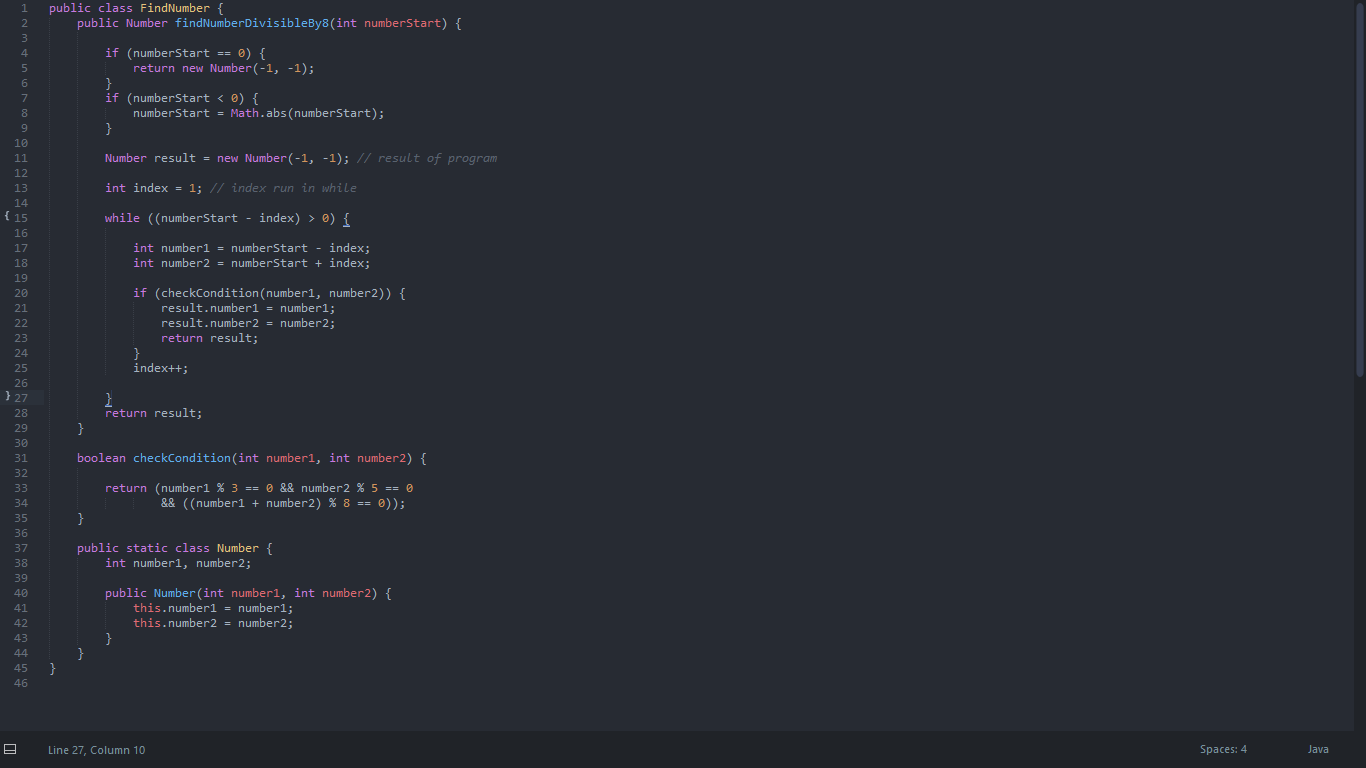 1 public class FindNumber {
2     public Number findNumberDivisibleBy8(int numberStart) {
3
4         if (numberStart == 0) {
5             return new Number(-1, -1);
6         }
7         if (numberStart < 0) {
8             numberStart = Math.abs(numberStart);
9         }
10
11         Number result = new Number(-1, -1); // result of program
12
13         int index = 1; // index run in while
14
{ 15         while ((numberStart - index) > 0) {
16
17             int number1 = numberStart - index;
18             int number2 = numberStart + index;
19
20             if (checkCondition(number1, number2)) {
21                 result.number1 = number1;
22                 result.number2 = number2;
23                 return result;
24             }
25             index++;
26
} 27         }
28         return result;
29     }
30
31     boolean checkCondition(int number1, int number2) {
32
33         return (number1 % 3 == 0 && number2 % 5 == 0
34                 && ((number1 + number2) % 8 == 0));
35     }
36
37     public static class Number {
38         int number1, number2;
39
40         public Number(int number1, int number2) {
41             this.number1 = number1;
42             this.number2 = number2;
43         }
44     }
45 }
46
Line 27, Column 10 Spaces: 4 Java